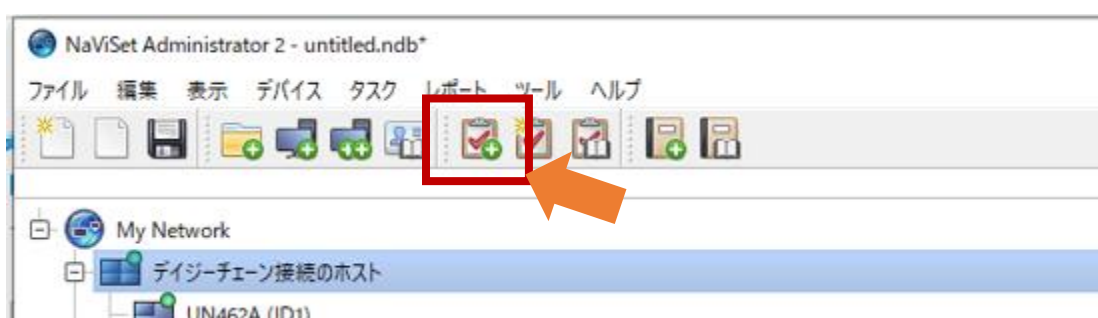 NaViSet Administrator 2 - untitled.ndb*
ファイル 編集 表示 デバイス タスク レポート ツール ヘルプ
My Network
デイジーチェーン接続のホスト
UN462A (ID1)